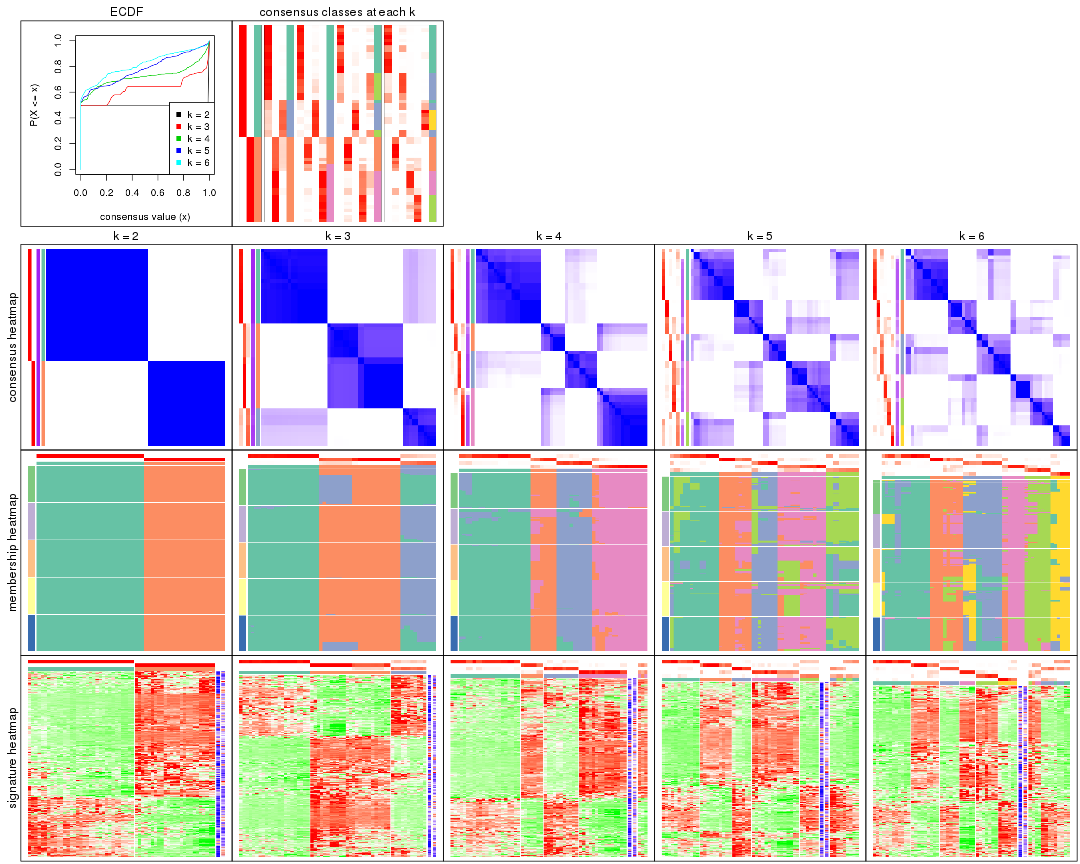 ECDF
consensus classes at each k
P(X <= x)
0.0 0.2 0.4 0.6 0.8 1.0
k = 2
k = 3
k = 4
k = 5
k = 6
0.0 0.2 0.4 0.6 0.8 1.0
consensus value (x)
k = 2
k = 3
k = 4
k = 5
k = 6
consensus heatmap
membership heatmap
signature heatmap